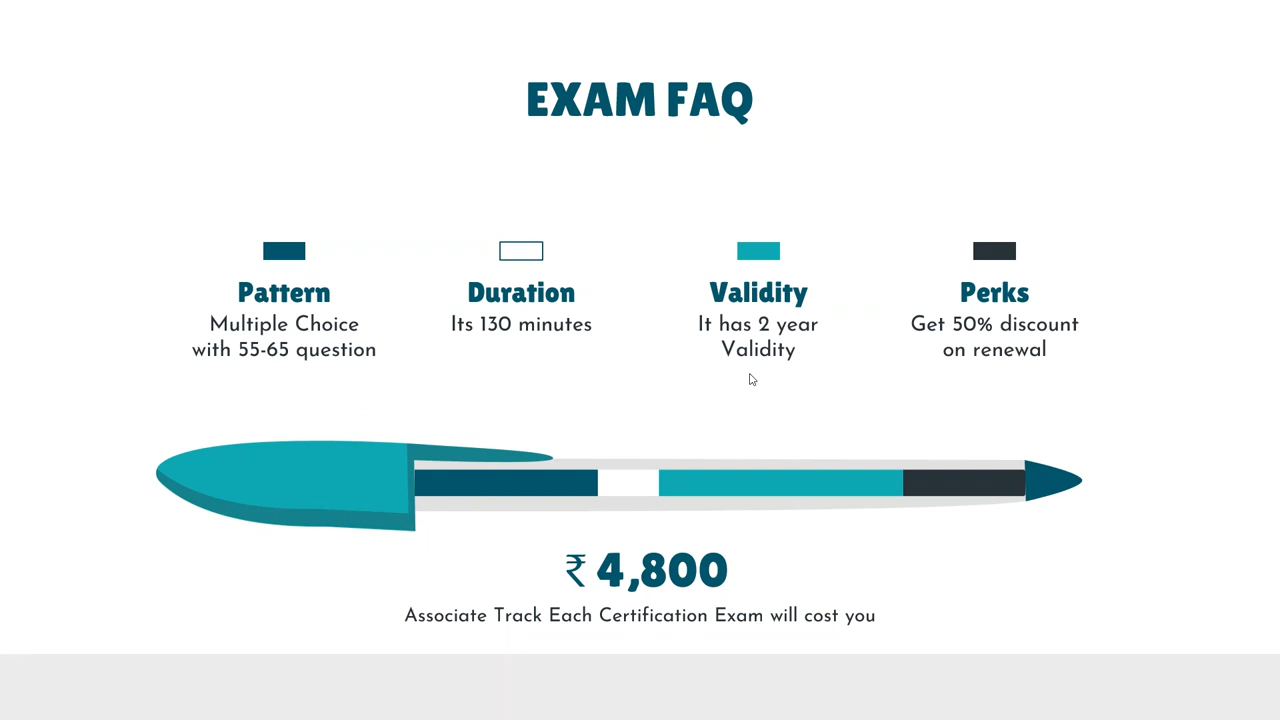 EXAM FAQ
Pattern
Multiple Choice
with 55-65 question
Duration
Its 130 minutes
Validity
It has 2 year
Validity
Perks
Get 50% discount
on renewal
₹ 4,800
Associate Track Each Certification Exam will cost you